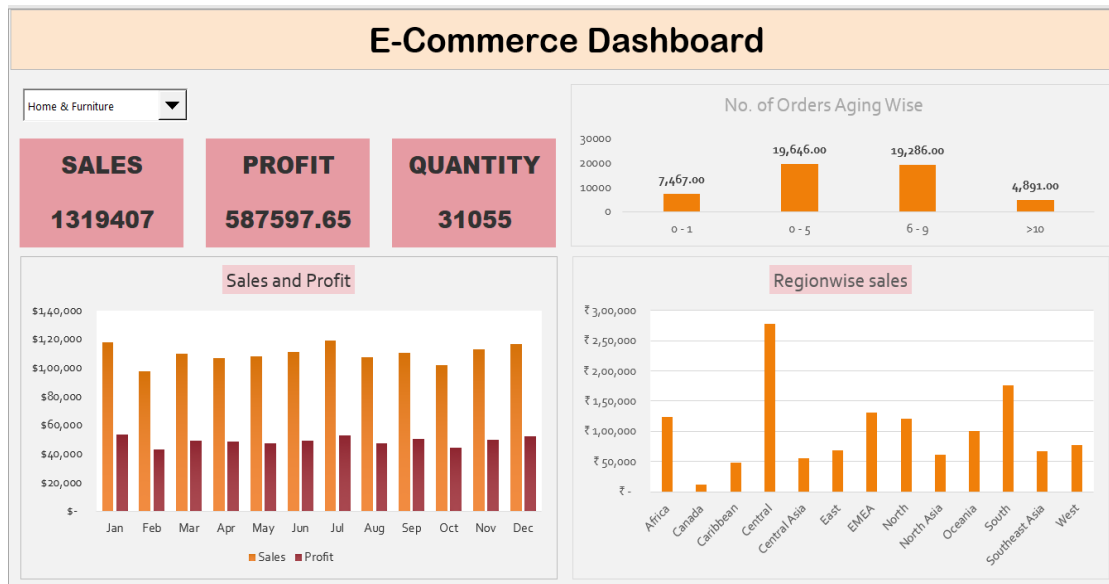 E-Commerce Dashboard
Home & Furniture
SALES
1319407
PROFIT
587597.65
QUANTITY
31055
No. of Orders Aging Wise
30000
20000
10000
0
7,467.00
19,646.00
19,286.00
4,891.00
0 - 1
0 - 5
6 - 9
>10
Sales and Profit
$1,40,000
$1,20,000
$1,00,000
$80,000
$60,000
$40,000
$20,000
$-
Jan Feb Mar Apr May Jun Jul Aug Sep Oct Nov Dec
Sales Profit
Regionwise sales
₹ 3,00,000
₹ 2,50,000
₹ 2,00,000
₹ 1,50,000
₹ 1,00,000
₹ 50,000
₹ -
Africa
Canada
Caribbean
Central
Central Asia
East
EMEA
North
North Asia
Oceania
South
Southeast Asia
West